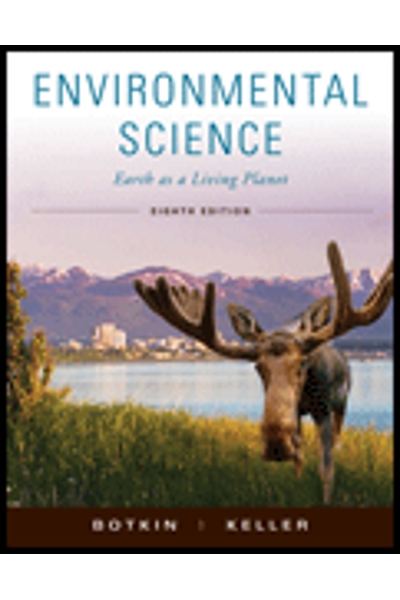 ENVIRONMENTAL
SCIENCE
Earth as a Living Planet
EIGHTH EDITION
BOTKIN | KELLER